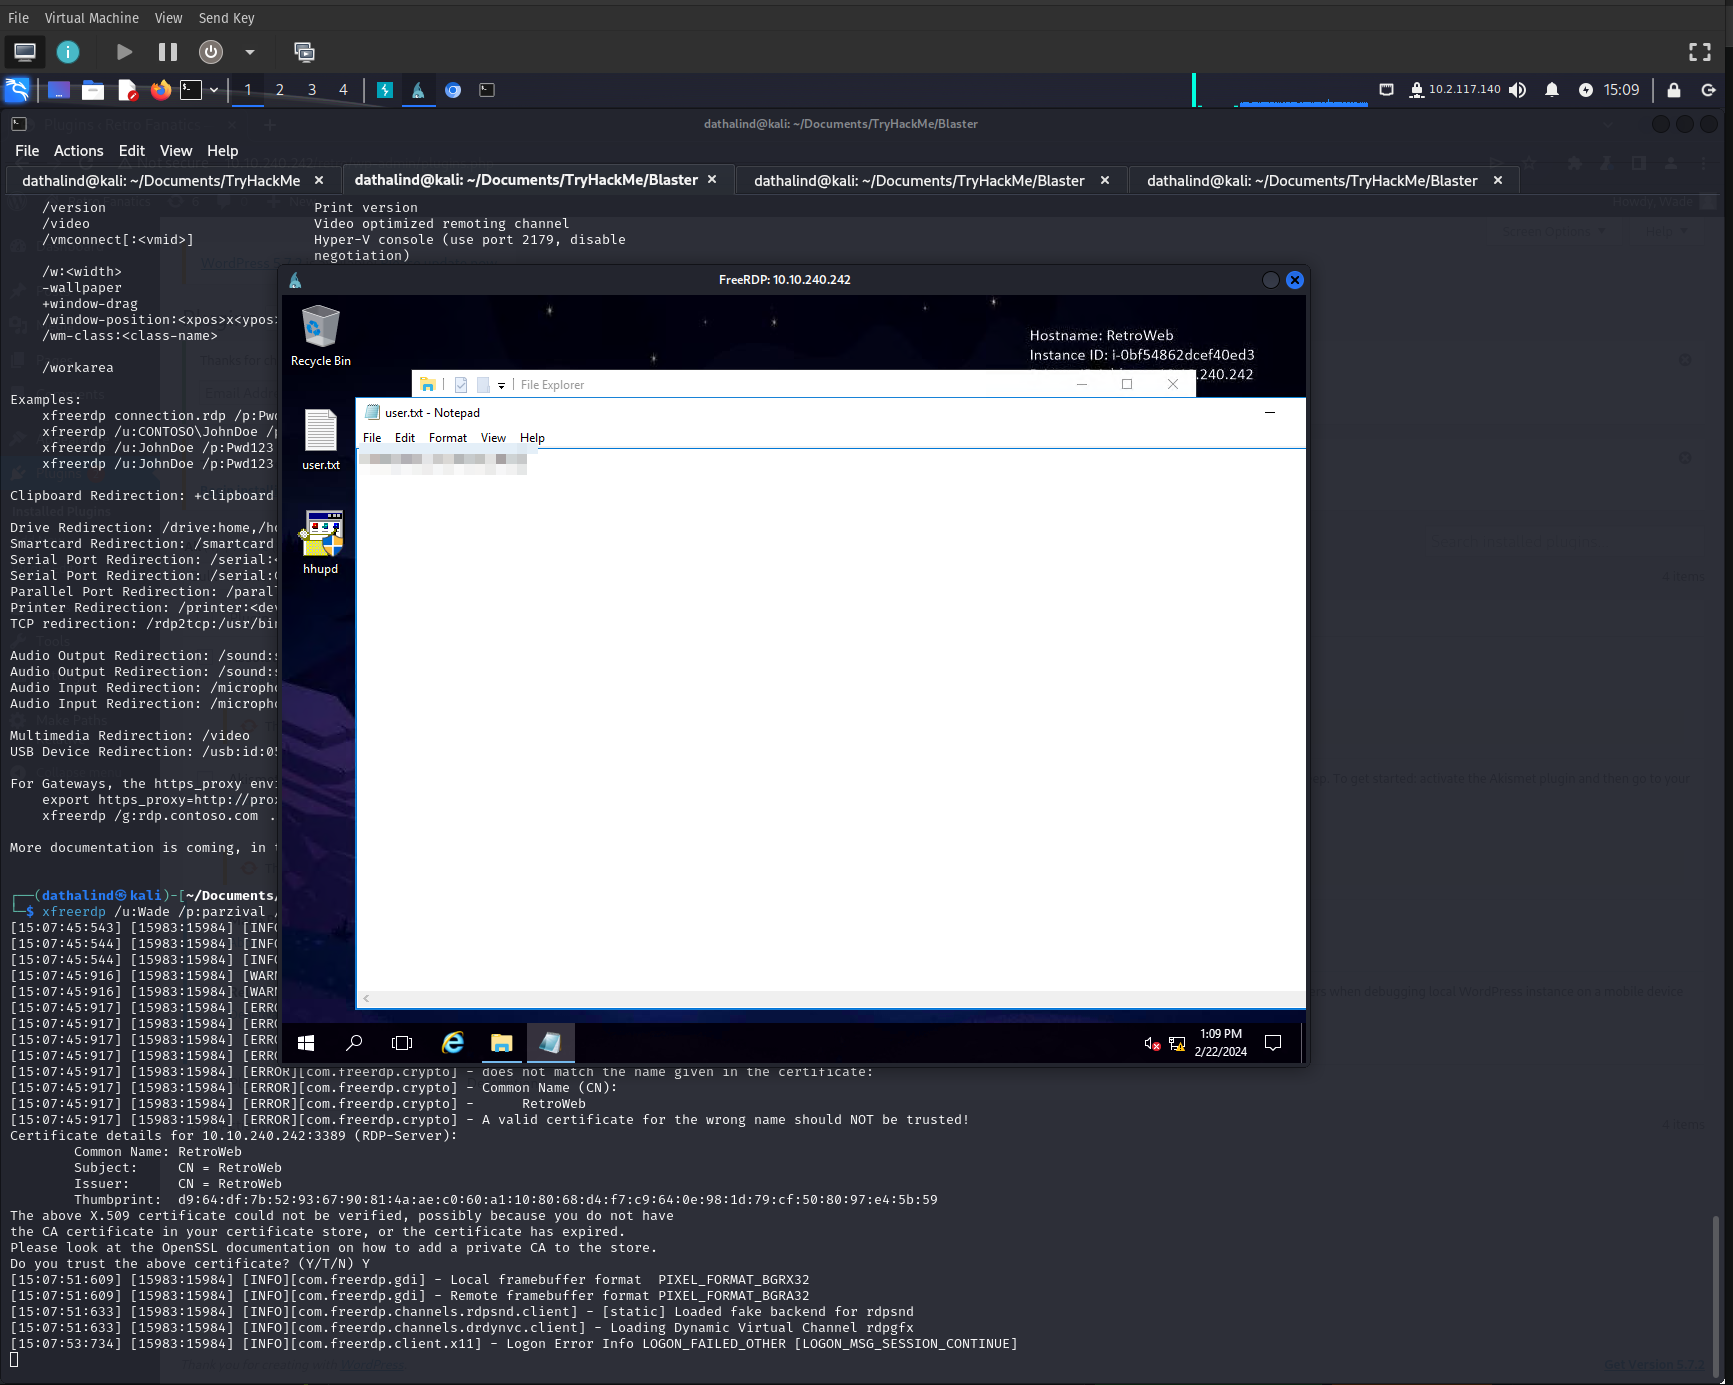 File Virtual Machine View Send Key
1 2 3 4 10.2.117.140 15:09
dathalind@kali: ~/Documents/TryHackMe/Blaster
File Actions Edit View Help
dathalind@kali: ~/Documents/TryHackMe × dathalind@kali: ~/Documents/TryHackMe/Blaster × dathalind@kali: ~/Documents/TryHackMe/Blaster × dathalind@kali: ~/Documents/TryHackMe/Blaster ×
/version Print version
/video Video optimized remoting channel
/vmconnect[:<vmid>] Hyper-V console (use port 2179, disable
negotiation)
/w:<width>
-wallpaper
+window-drag
/window-position:<xpos>x<ypos>
/wm-class:<class-name>
/workarea
Examples:
xfreerdp connection.rdp /p:Pwd
xfreerdp /u:CONTOSO\JohnDoe /p
xfreerdp /u:JohnDoe /p:Pwd123
xfreerdp /u:JohnDoe /p:Pwd123
Clipboard Redirection: +clipboard
Drive Redirection: /drive:home,/ho
Smartcard Redirection: /smartcard
Serial Port Redirection: /serial:
Serial Port Redirection: /serial:
Parallel Port Redirection: /parall
Printer Redirection: /printer:<dev
TCP redirection: /rdp2tcp:/usr/bin
Audio Output Redirection: /sound:s
Audio Output Redirection: /sound:s
Audio Input Redirection: /micropho
Audio Input Redirection: /micropho
Multimedia Redirection: /video
USB Device Redirection: /usb:id:05
For Gateways, the https_proxy envi
export https_proxy=http://prox
xfreerdp /g:rdp.contoso.com .
More documentation is coming, in t
FreeRDP: 10.10.240.242
Recycle Bin
Hostname: RetroWeb
Instance ID: i-0bf54862dcef40ed3
.240.242
File Explorer
user.txt - Notepad
File Edit Format View Help
user.txt
hhupd
1:09 PM
2/22/2024
(dathalind㉿kali)-[~/Documents/
$ xfreerdp /u:Wade /p:parzival /
[15:07:45:543] [15983:15984] [INFO
[15:07:45:544] [15983:15984] [INFO
[15:07:45:544] [15983:15984] [INFO
[15:07:45:916] [15983:15984] [WARN
[15:07:45:916] [15983:15984] [WARN
[15:07:45:917] [15983:15984] [ERRO
[15:07:45:917] [15983:15984] [ERRO
[15:07:45:917] [15983:15984] [ERRO
[15:07:45:917] [15983:15984] [ERRO
[15:07:45:917] [15983:15984] [ERROR][com.freerdp.crypto] - does not match the name given in the certificate:
[15:07:45:917] [15983:15984] [ERROR][com.freerdp.crypto] - Common Name (CN):
[15:07:45:917] [15983:15984] [ERROR][com.freerdp.crypto] - RetroWeb
[15:07:45:917] [15983:15984] [ERROR][com.freerdp.crypto] - A valid certificate for the wrong name should NOT be trusted!
Certificate details for 10.10.240.242:3389 (RDP-Server):
Common Name: RetroWeb
Subject: CN = RetroWeb
Issuer: CN = RetroWeb
Thumbprint: d9:64:df:7b:52:93:67:90:81:4a:ae:c0:60:a1:10:80:68:d4:f7:c9:64:0e:98:1d:79:cf:50:80:97:e4:5b:59
The above X.509 certificate could not be verified, possibly because you do not have
the CA certificate in your certificate store, or the certificate has expired.
Please look at the OpenSSL documentation on how to add a private CA to the store.
Do you trust the above certificate? (Y/T/N) Y
[15:07:51:609] [15983:15984] [INFO][com.freerdp.gdi] - Local framebuffer format PIXEL_FORMAT_BGRX32
[15:07:51:609] [15983:15984] [INFO][com.freerdp.gdi] - Remote framebuffer format PIXEL_FORMAT_BGRA32
[15:07:51:633] [15983:15984] [INFO][com.freerdp.channels.rdpsnd.client] - [static] Loaded fake backend for rdpsnd
[15:07:51:633] [15983:15984] [INFO][com.freerdp.channels.drdynvc.client] - Loading Dynamic Virtual Channel rdpgfx
[15:07:53:734] [15983:15984] [INFO][com.freerdp.client.x11] - Logon Error Info LOGON_FAILED_OTHER [LOGON_MSG_SESSION_CONTINUE]